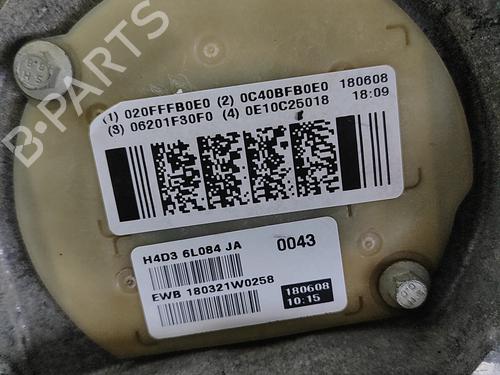 B-PARTS
(1) 020FFFB0E0 (2) 0C40BFB0E0 180608
(3) 06201F30F0 (4) 0E10C25018 18:09
H4D3 6L084 JA 0043
EWB 180321W0258
180608
10:15